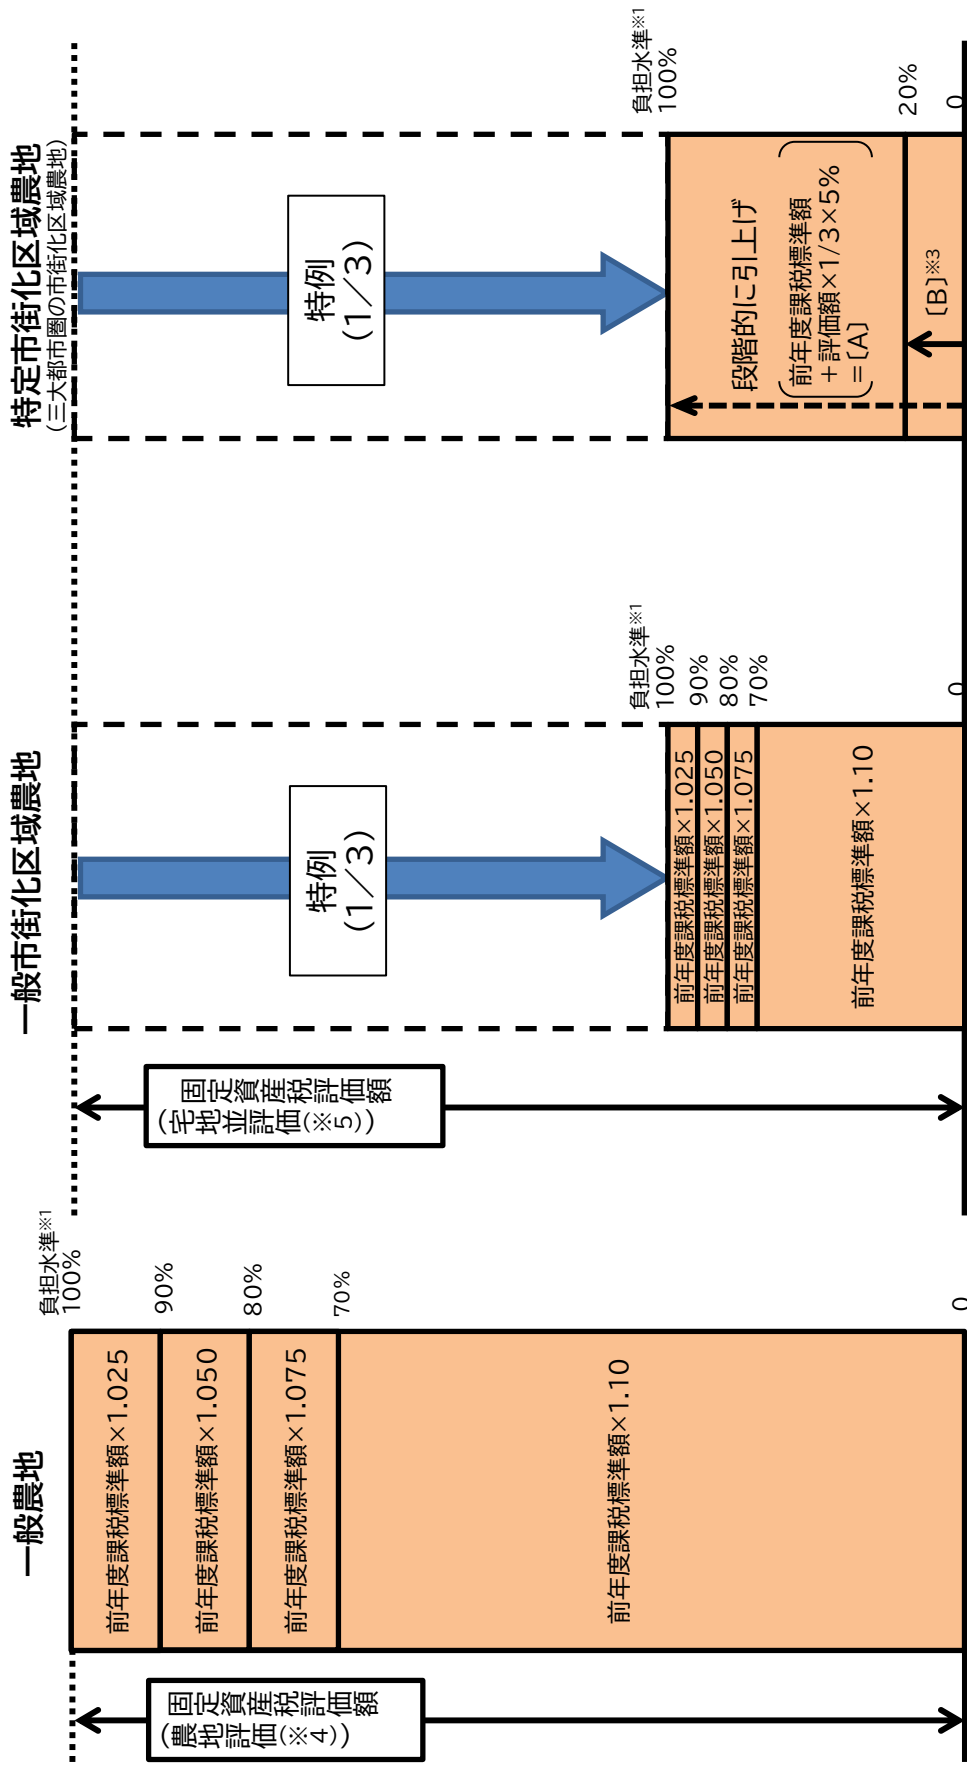 一般農地
固定資産税評価額
(農地評価(※4))
負担水準※1
100%
90%
80%
70%
0
前年度課税標準額×1.025
前年度課税標準額×1.050
前年度課税標準額×1.075
前年度課税標準額×1.10
一般市街化区域農地
固定資産税評価額
(宅地並評価(※5))
特例
(1/3)
負担水準※1
100%
90%
80%
70%
0
前年度課税標準額×1.025
前年度課税標準額×1.050
前年度課税標準額×1.075
前年度課税標準額×1.10
特定市街化区域農地
(三大都市圏の市街化区域農地)
特例
(1/3)
負担水準※1
100%
20%
0
段階的に引上げ
前年度課税標準額
+評価額×1/3×5%
=[A]
[B]※3